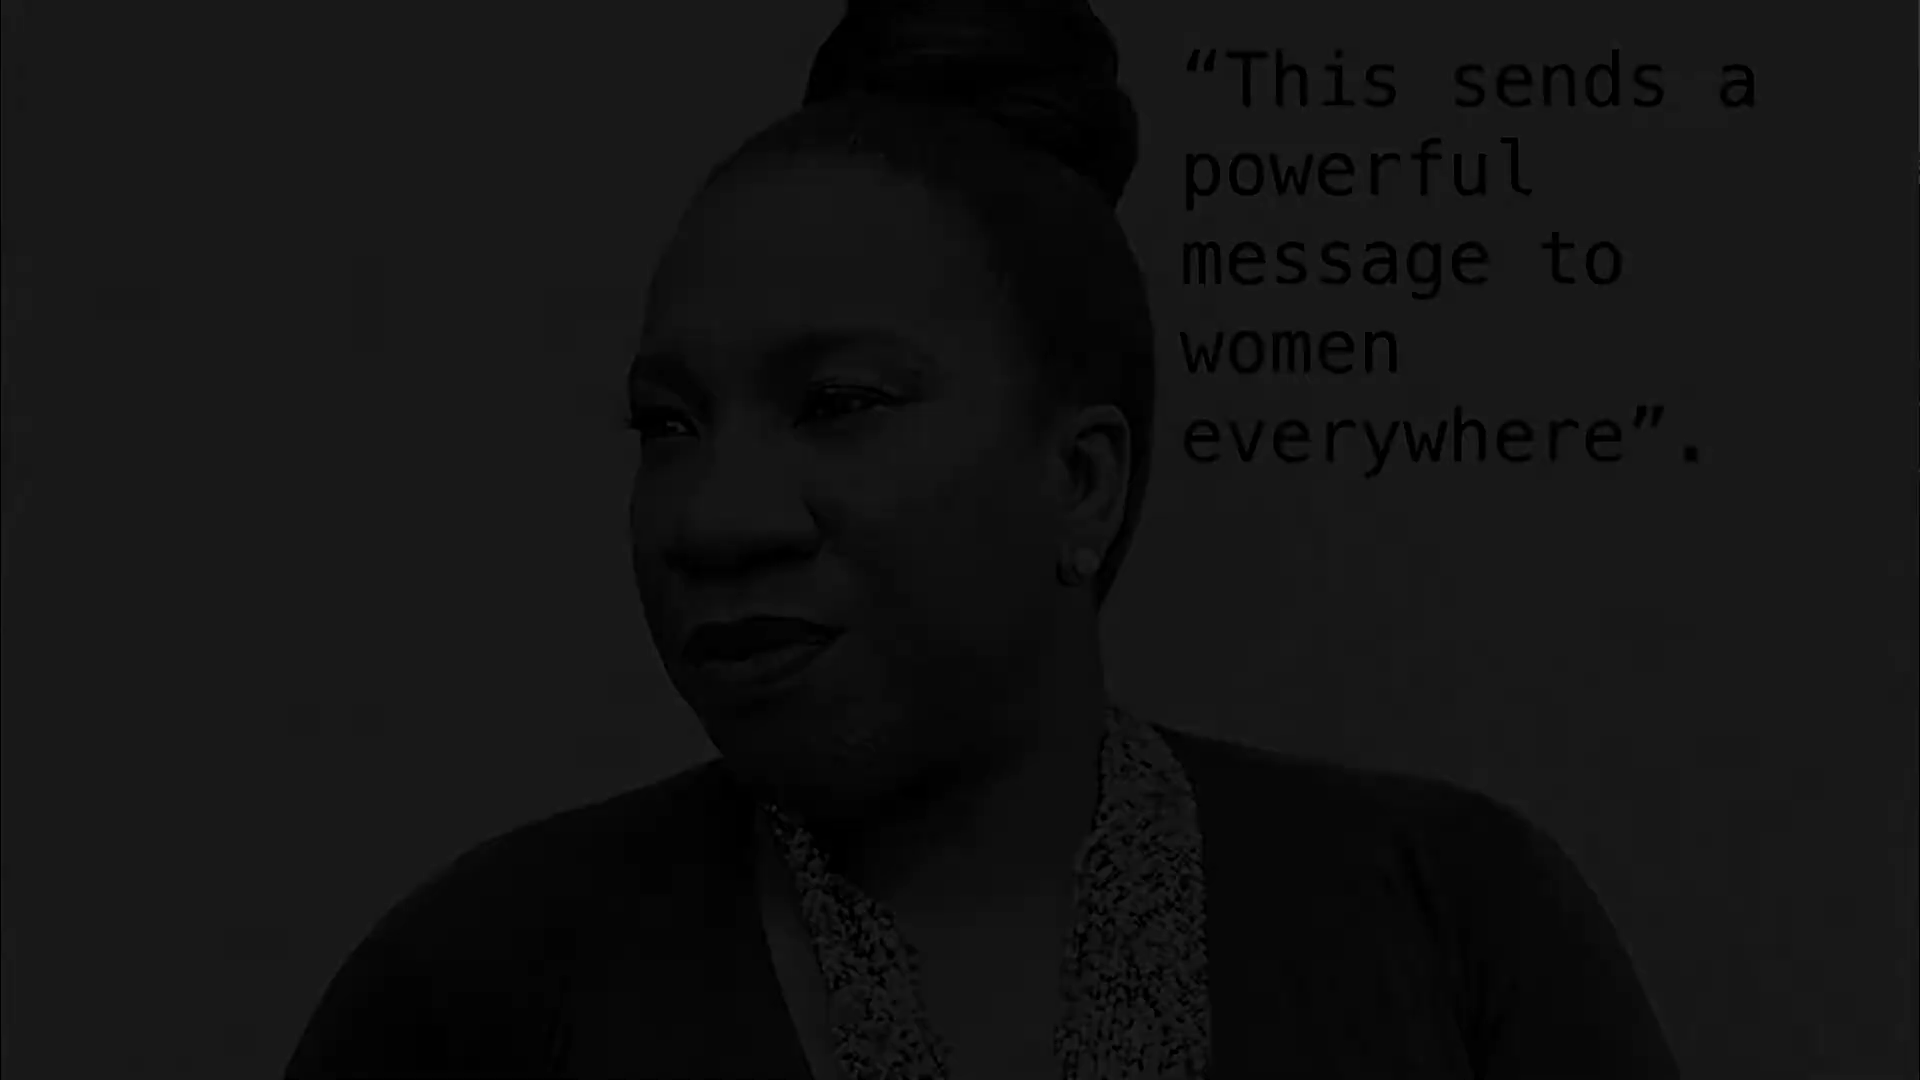 “This sends a
powerful
message to
women
everywhere”.